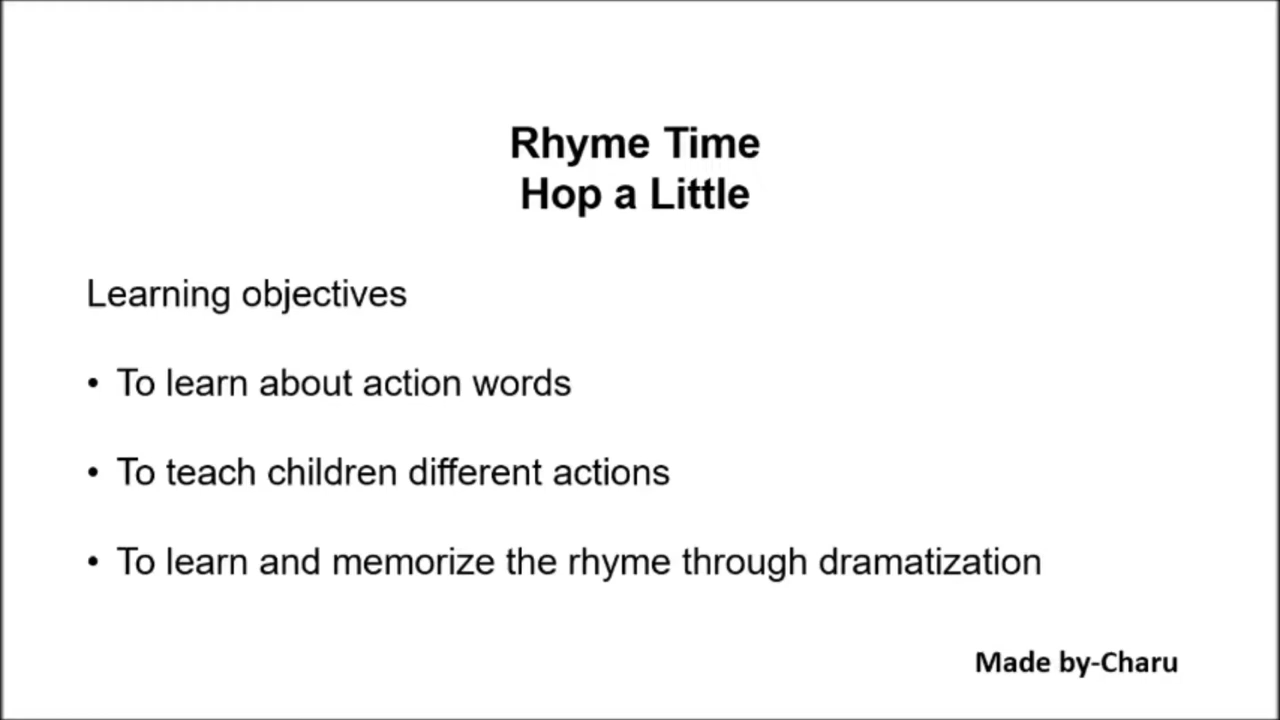 Rhyme Time
Hop a Little
Learning objectives
• To learn about action words
• To teach children different actions
• To learn and memorize the rhyme through dramatization
Made by-Charu